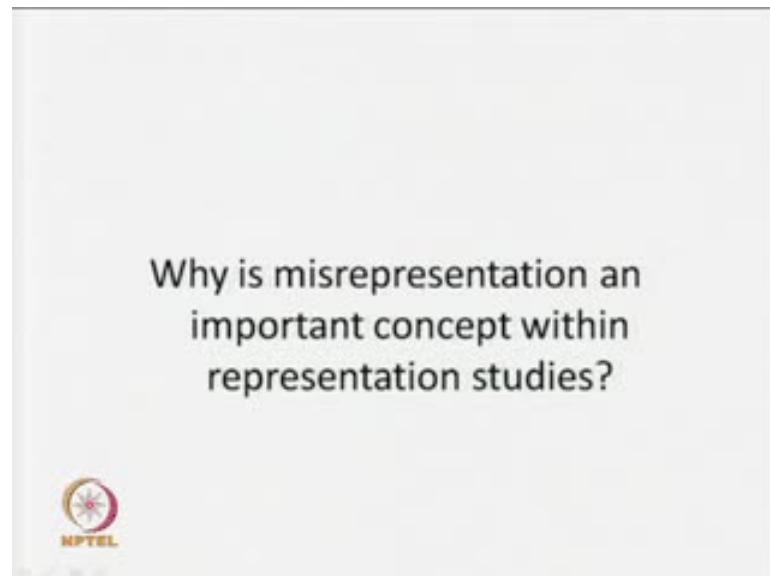 Why is misrepresentation an
important concept within
representation studies?
NPTEL